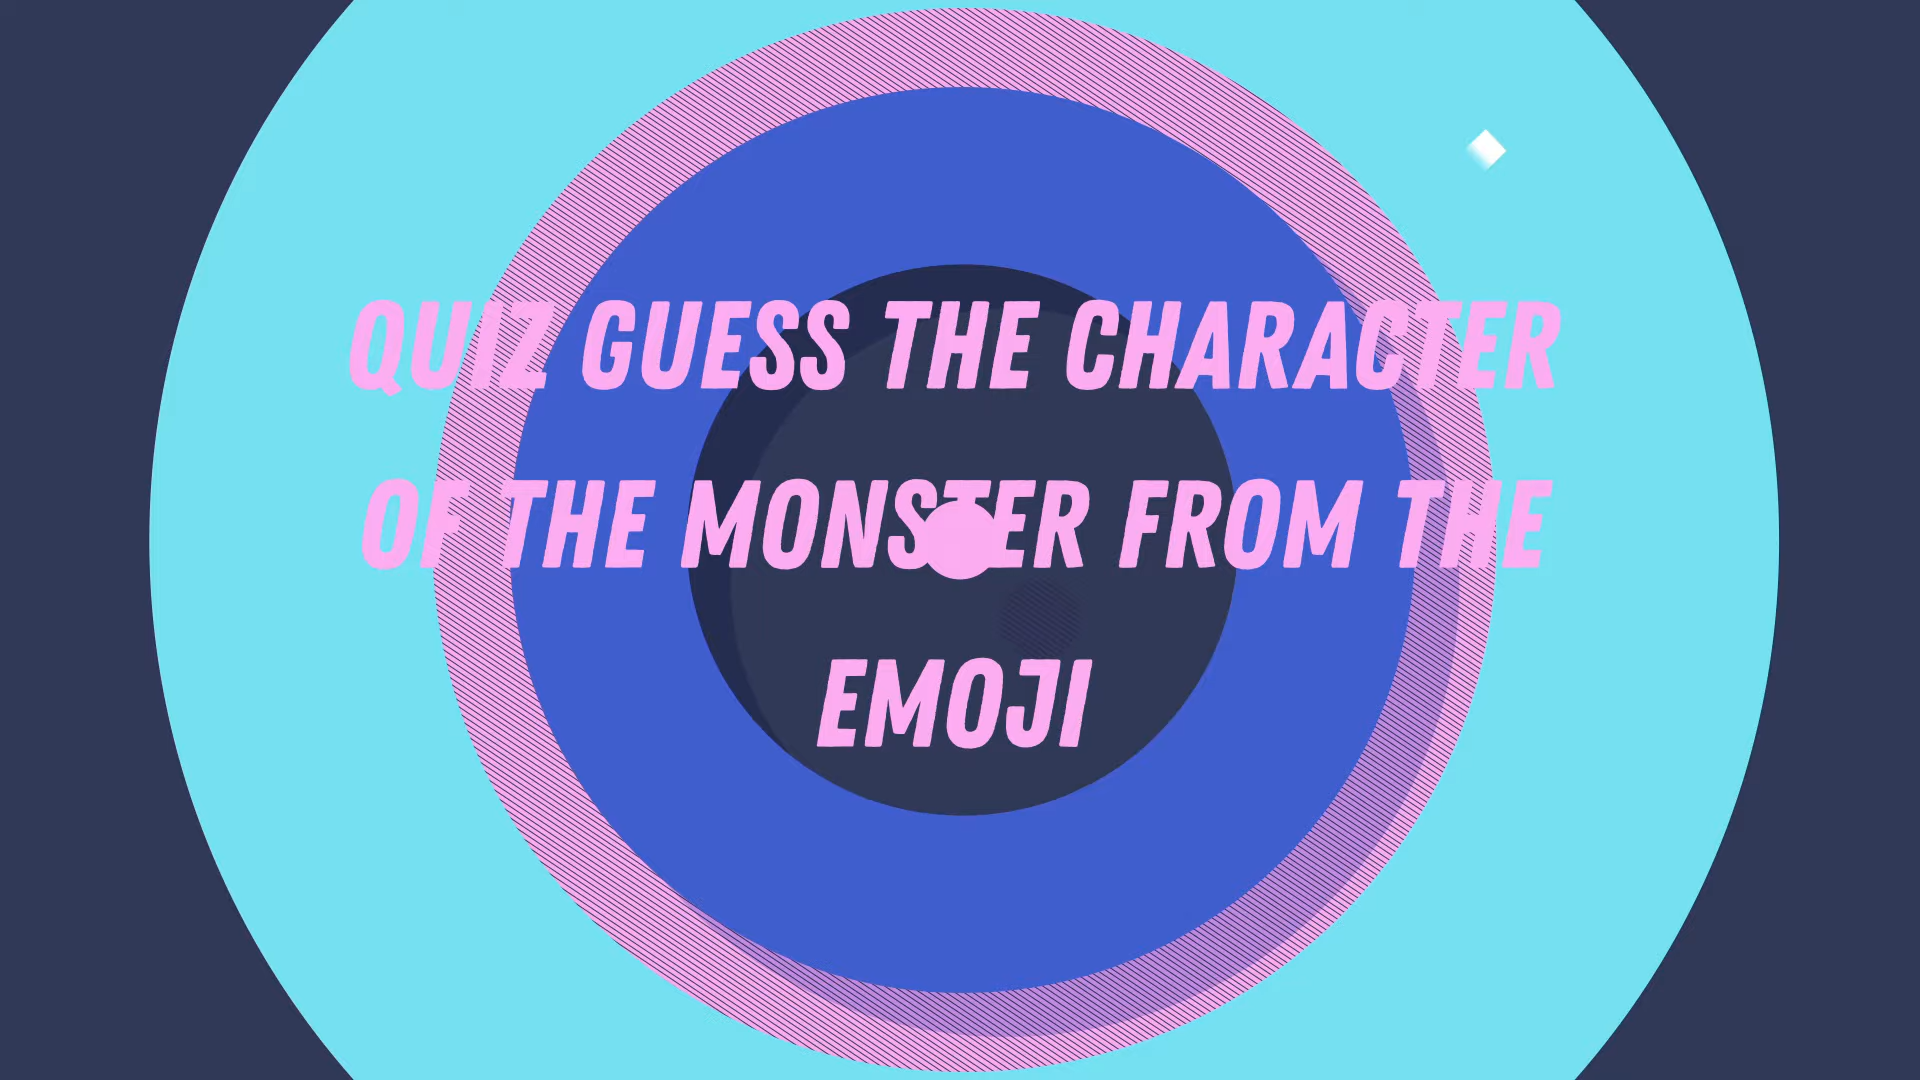 QUIZ GUESS THE CHARACTER
OF THE MONSTER FROM THE
EMOJI